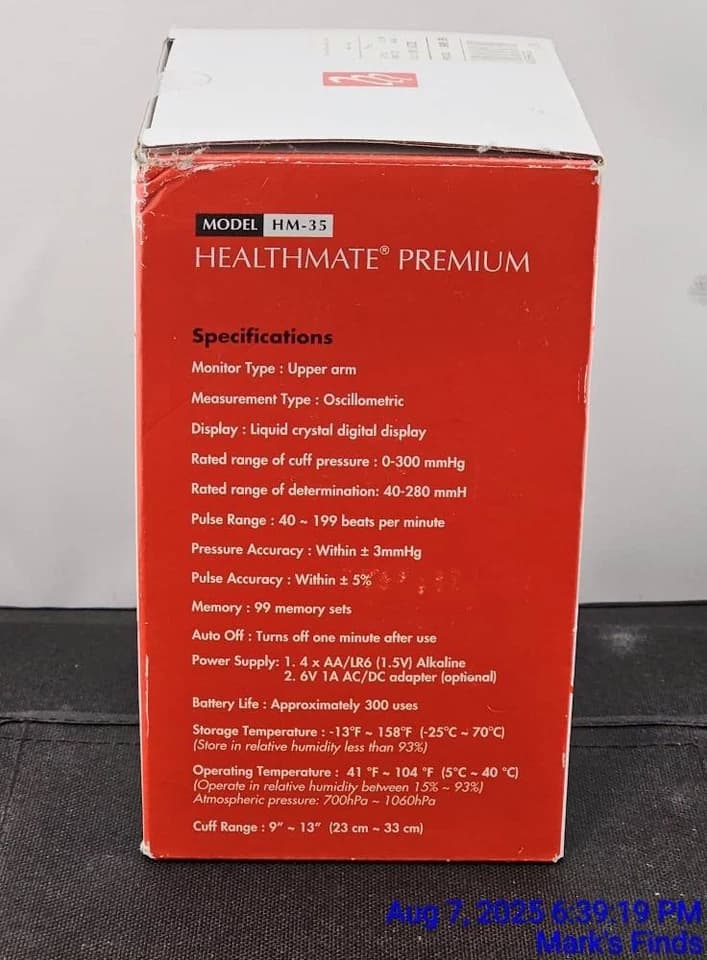 MODEL HM-35
HEALTHMATE® PREMIUM
Specifications
Monitor Type : Upper arm
Measurement Type : Oscillometric
Display : Liquid crystal digital display
Rated range of cuff pressure : 0-300 mmHg
Rated range of determination: 40-280 mmH
Pulse Range : 40 ~ 199 beats per minute
Pressure Accuracy : Within ± 3mmHg
Pulse Accuracy : Within ± 5%
Memory : 99 memory sets
Auto Off : Turns off one minute after use
Power Supply: 1. 4 x AA/LR6 (1.5V) Alkaline
2. 6V 1A AC/DC adapter (optional)
Battery Life : Approximately 300 uses
Storage Temperature : -13°F ~ 158°F (-25°C ~ 70°C)
(Store in relative humidity less than 93%)
Operating Temperature : 41 °F ~ 104 °F (5°C ~ 40 °C)
(Operate in relative humidity between 15% ~ 93%)
Atmospheric pressure: 700hPa ~ 1060hPa
Cuff Range : 9" ~ 13" (23 cm ~ 33 cm)
Aug 7, 2025 6:39:19 PM
Mark's Finds